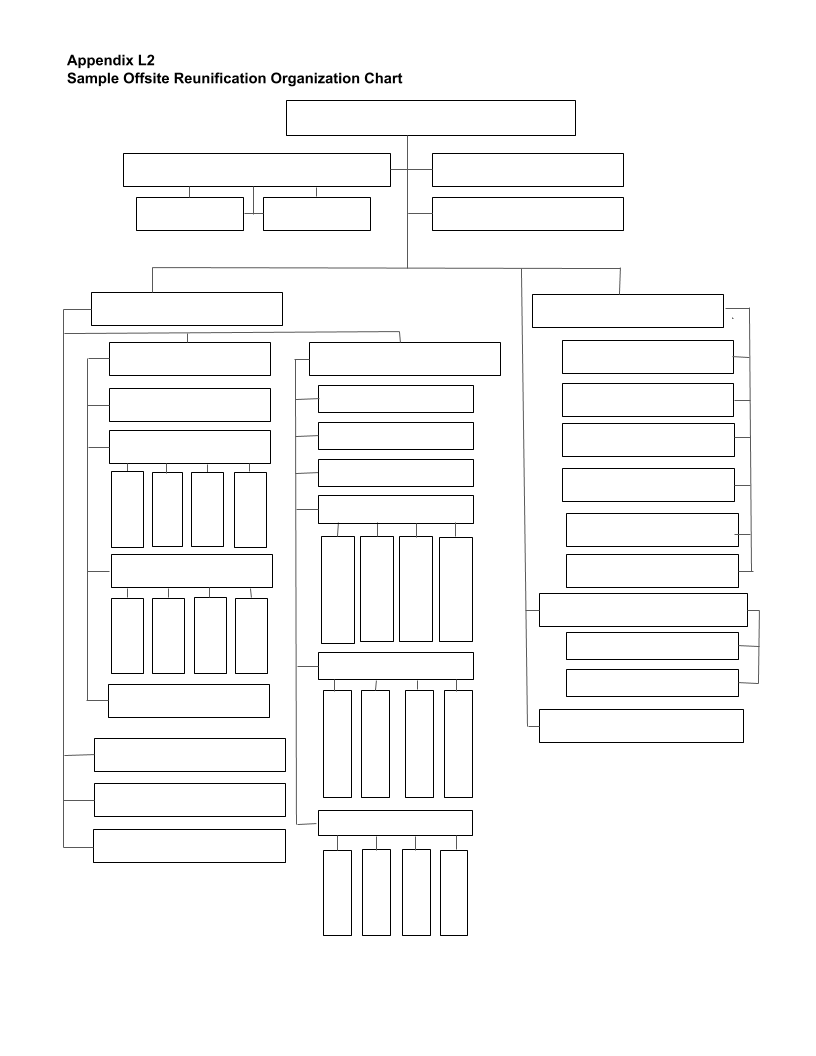 Appendix L2
Sample Offsite Reunification Organization Chart